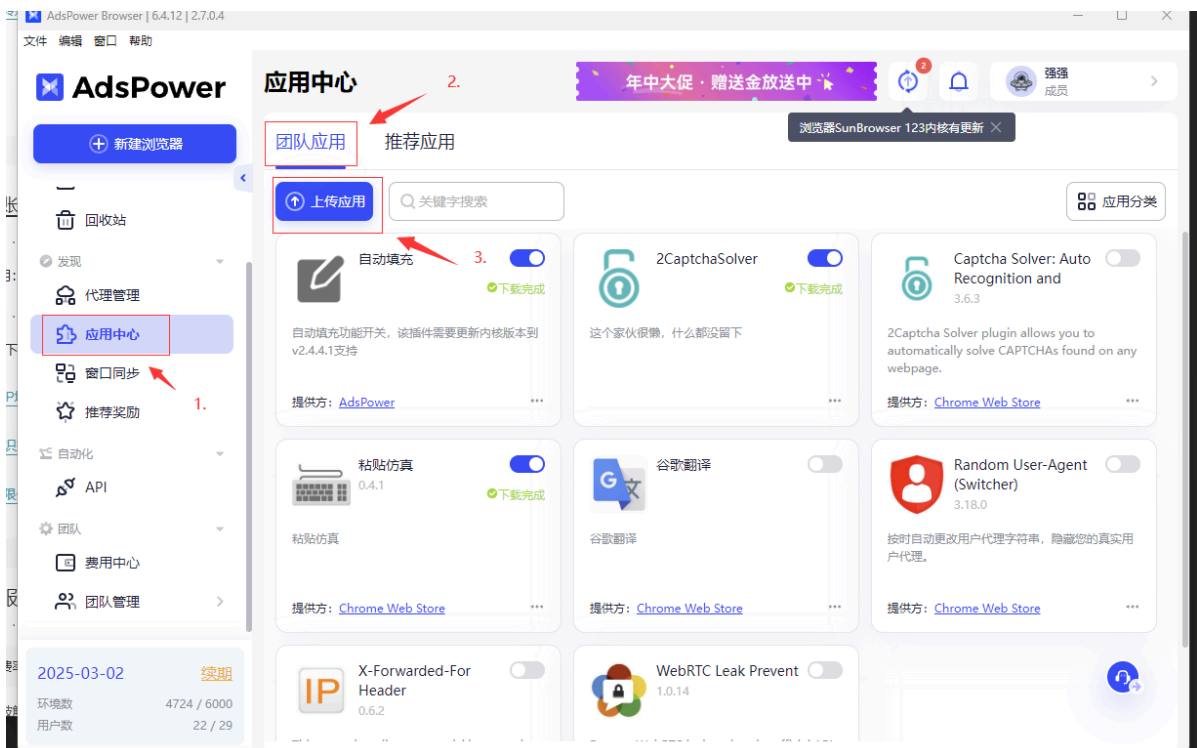 AdsPower Browser | 6.4.12 | 2.7.0.4
文件 编辑 窗口 帮助
AdsPower
新建浏览器
回收站
发现
代理管理
应用中心
窗口同步
推荐奖励
1.
自动化
API
团队
费用中心
团队管理
2025-03-02 续期
环境数 4724 / 6000
用户数 22 / 29
应用中心
2.
年中大促 · 赠送金放送中
2
强强
成员
浏览器SunBrowser 123内核有更新
团队应用 推荐应用
上传应用
关键字搜索
应用分类
3.
自动填充
下载完成
自动填充功能开关，该插件需要更新内核版本到
v2.4.4.1支持
提供方： AdsPower
2CaptchaSolver
下载完成
这个家伙很懒，什么都没留下
提供方：
Captcha Solver: Auto
Recognition and
3.6.3
2Captcha Solver plugin allows you to
automatically solve CAPTCHAs found on any
webpage.
提供方： Chrome Web Store
粘贴仿真
0.4.1
下载完成
粘贴仿真
提供方： Chrome Web Store
G 文
谷歌翻译
谷歌翻译
提供方： Chrome Web Store
Random User-Agent
(Switcher)
3.18.0
按时自动更改用户代理字符串，隐藏您的真实用
户代理。
提供方： Chrome Web Store
IP
X-Forwarded-For
Header
0.6.2
WebRTC Leak Prevent
1.0.14